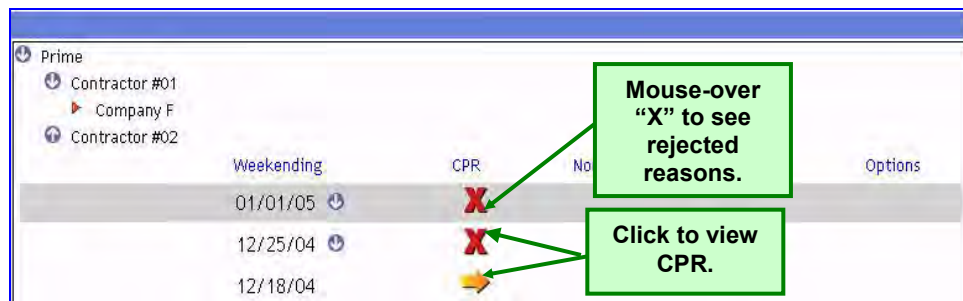 Prime
Contractor #01
Company F
Contractor #02
Mouse-over
“X” to see
rejected
reasons.
Weekending CPR Options
01/01/05
12/25/04
Click to view
CPR.
12/18/04